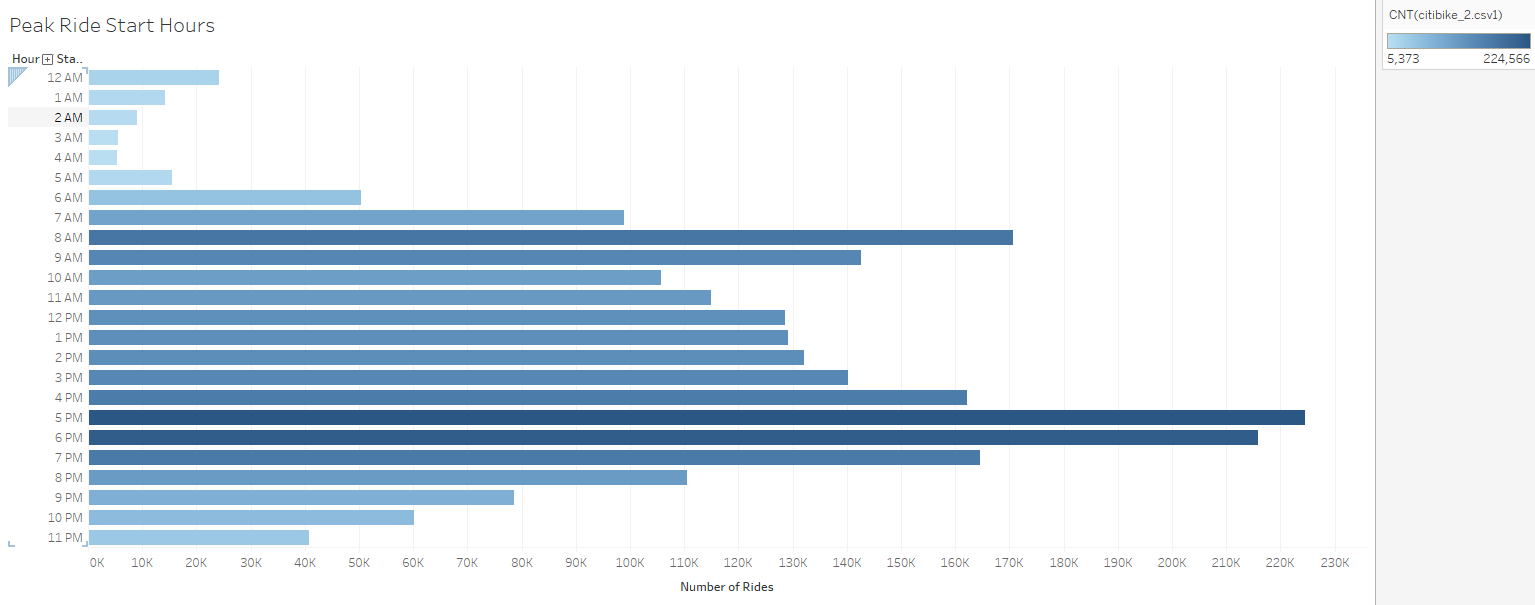 Peak Ride Start Hours
Hour Sta..
12 AM
1 AM
2 AM
3 AM
4 AM
5 AM
6 AM
7 AM
8 AM
9 AM
10 AM
11 AM
12 PM
1 PM
2 PM
3 PM
4 PM
5 PM
6 PM
7 PM
8 PM
9 PM
10 PM
11 PM
0K 10K 20K 30K 40K 50K 60K 70K 80K 90K 100K 110K 120K 130K 140K 150K 160K 170K 180K 190K 200K 210K 220K 230K
Number of Rides
CNT(citibike_2.csv1)
5,373 224,566